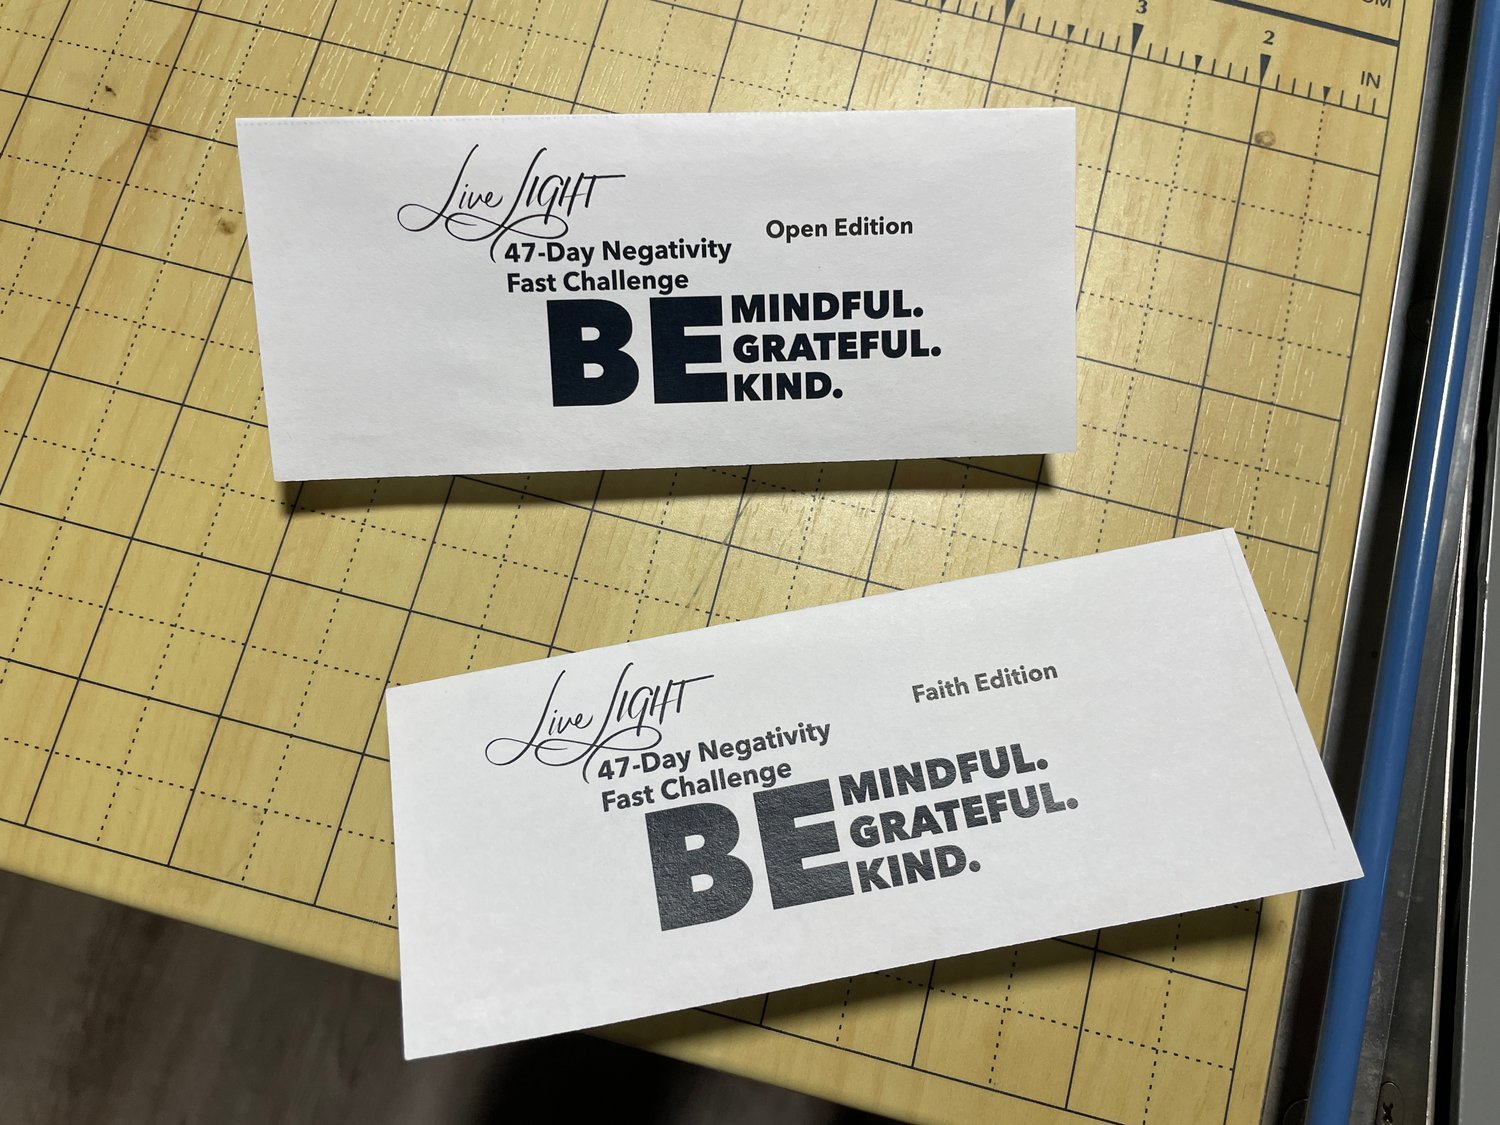 CM
3
2
IN
Live LIGHT
Open Edition
47-Day Negativity
Fast Challenge
BE MINDFUL.
GRATEFUL.
KIND.
Live LIGHT
Faith Edition
47-Day Negativity
Fast Challenge
BE MINDFUL.
GRATEFUL.
KIND.